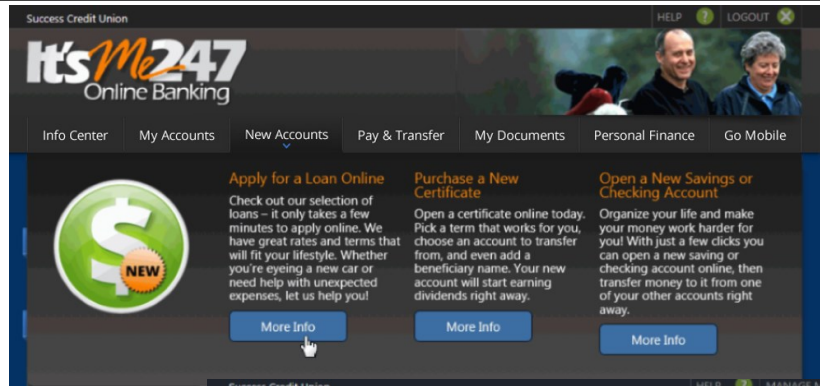 Success Credit Union
HELP ? LOGOUT
It's Me 247
Online Banking
Info Center My Accounts New Accounts Pay & Transfer My Documents Personal Finance Go Mobile
Apply for a Loan Online
Check out our selection of
loans – it only takes a few
minutes to apply online. We
have great rates and terms that
will fit your lifestyle. Whether
you're eyeing a new car or
need help with unexpected
expenses, let us help you!
More Info
Purchase a New
Certificate
Open a certificate online today.
Pick a term that works for you,
choose an account to transfer
from, and even add a
beneficiary name. Your new
account will start earning
dividends right away.
More Info
Open a New Savings or
Checking Account
Organize your life and make
your money work harder for
you! With just a few clicks you
can open a new saving or
checking account online, then
transfer money to it from one
of your other accounts right
away.
More Info
$
NEW
Success Credit Union
HELP ?